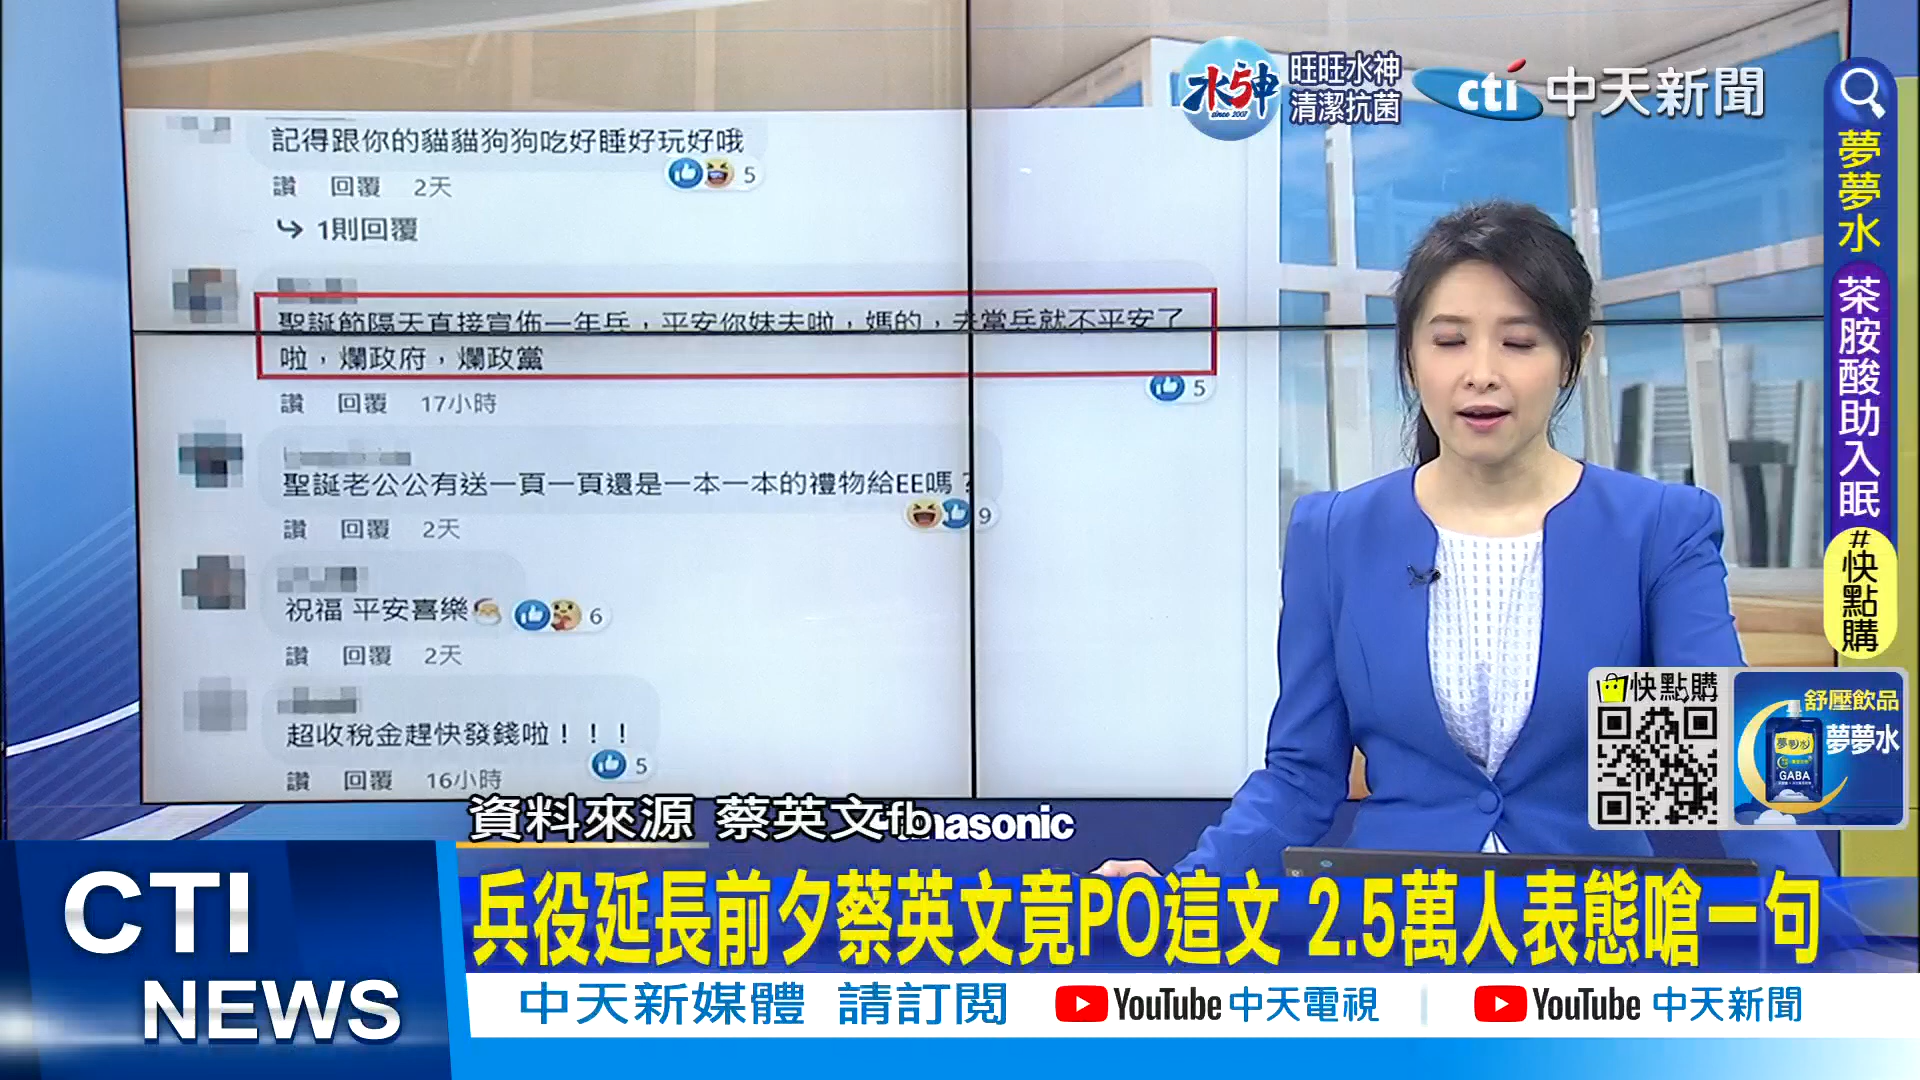 記得跟你的貓貓狗狗吃好睡好玩好哦
5
讚 回覆 2天
1則回覆
聖誕節隔天直接宣佈一年兵，平安你妹夫啦，媽的，去當兵就不平安了
啦，爛政府，爛政黨
5
讚 回覆 17小時
聖誕老公公有送一頁一頁還是一本一本的禮物給EE嗎？
9
讚 回覆 2天
祝福 平安喜樂
6
讚 回覆 2天
超收稅金趕快發錢啦！！！
5
讚 回覆 16小時
水神
since 2007
旺旺水神
清潔抗菌
cti 中天新聞
夢夢水
茶胺酸助入眠
#快點購
快點購
舒壓飲品
夢夢水
夢夢水
GABA
資料來源 蔡英文fb
nasonic
CTI
NEWS
兵役延長前夕蔡英文竟PO這文 2.5萬人表態嗆一句
中天新媒體 請訂閱 YouTube 中天電視 YouTube 中天新聞